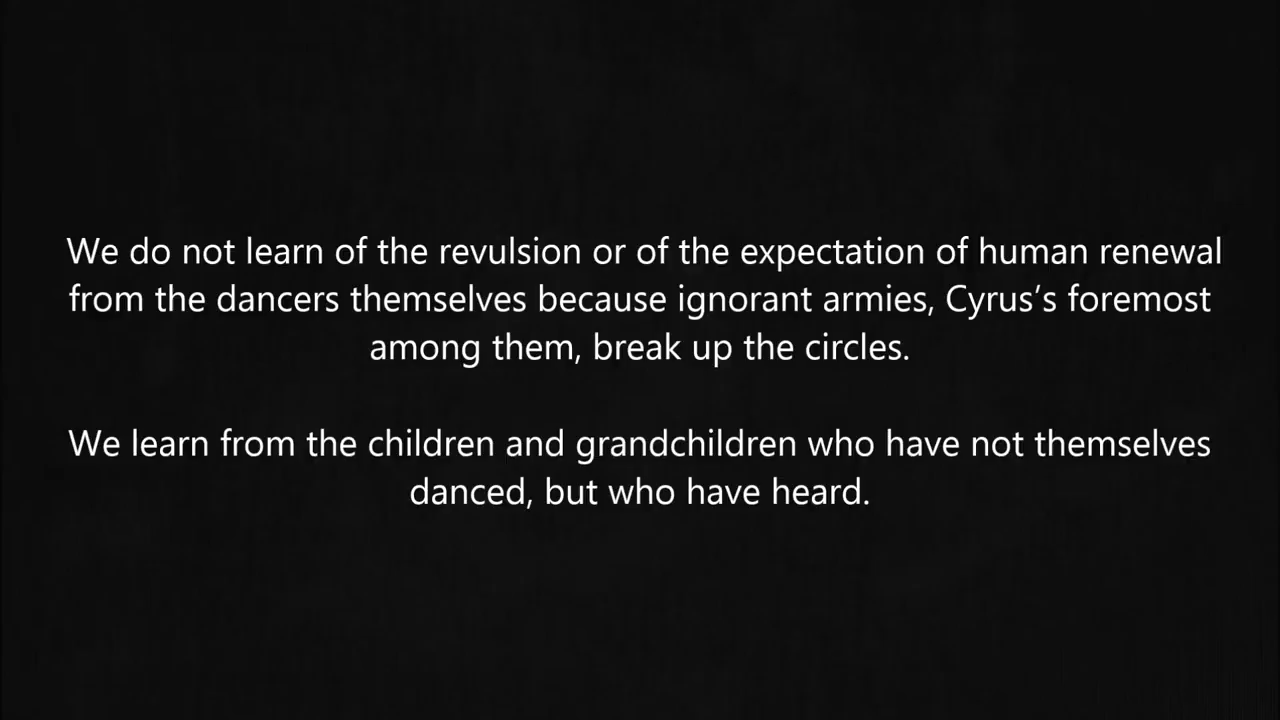 We do not learn of the revulsion or of the expectation of human renewal
from the dancers themselves because ignorant armies, Cyrus’s foremost
among them, break up the circles.
We learn from the children and grandchildren who have not themselves
danced, but who have heard.